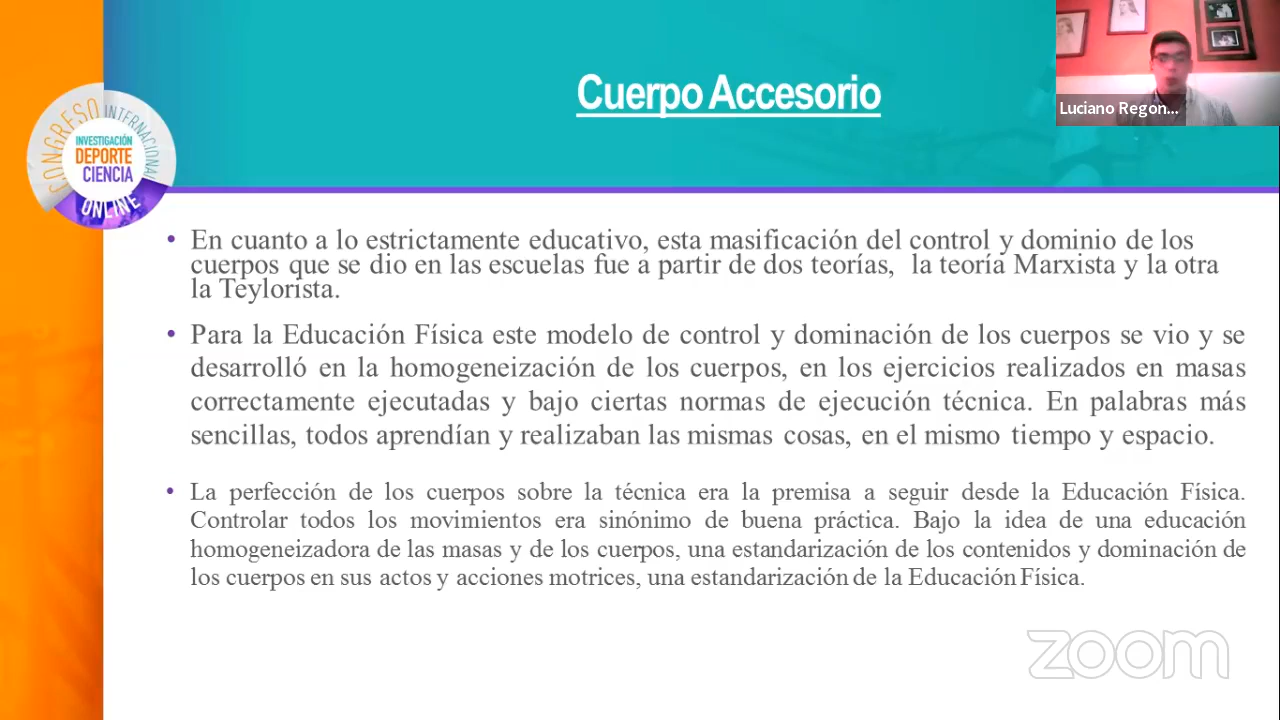 Cuerpo Accesorio
Luciano Regon...
CONGRESO INTERNACIONAL
INVESTIGACIÓN
DEPORTE
CIENCIA
ONLINE
• En cuanto a lo estrictamente educativo, esta masificación del control y dominio de los
cuerpos que se dio en las escuelas fue a partir de dos teorías, la teoría Marxista y la otra
la Teylorista.
• Para la Educación Física este modelo de control y dominación de los cuerpos se vio y se
desarrolló en la homogeneización de los cuerpos, en los ejercicios realizados en masas
correctamente ejecutadas y bajo ciertas normas de ejecución técnica. En palabras más
sencillas, todos aprendían y realizaban las mismas cosas, en el mismo tiempo y espacio.
• La perfección de los cuerpos sobre la técnica era la premisa a seguir desde la Educación Física.
Controlar todos los movimientos era sinónimo de buena práctica. Bajo la idea de una educación
homogeneizadora de las masas y de los cuerpos, una estandarización de los contenidos y dominación de
los cuerpos en sus actos y acciones motrices, una estandarización de la Educación Física.
zoom